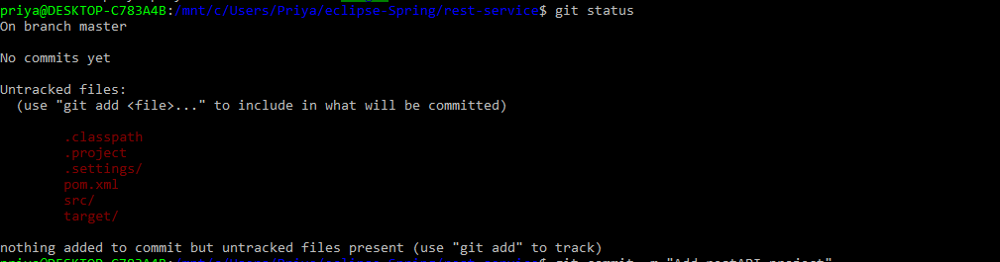 priya@DESKTOP-C783A4B:/mnt/c/Users/Priya/eclipse-Spring/rest-service$ git status
On branch master
No commits yet
Untracked files:
(use "git add <file>..." to include in what will be committed)
.classpath
.project
.settings/
pom.xml
src/
target/
nothing added to commit but untracked files present (use "git add" to track)
priya@DESKTOP-C783A4B:/mnt/c/Users/Priya/eclipse-Spring/rest-service$ git commit -m "Add restAPI project"